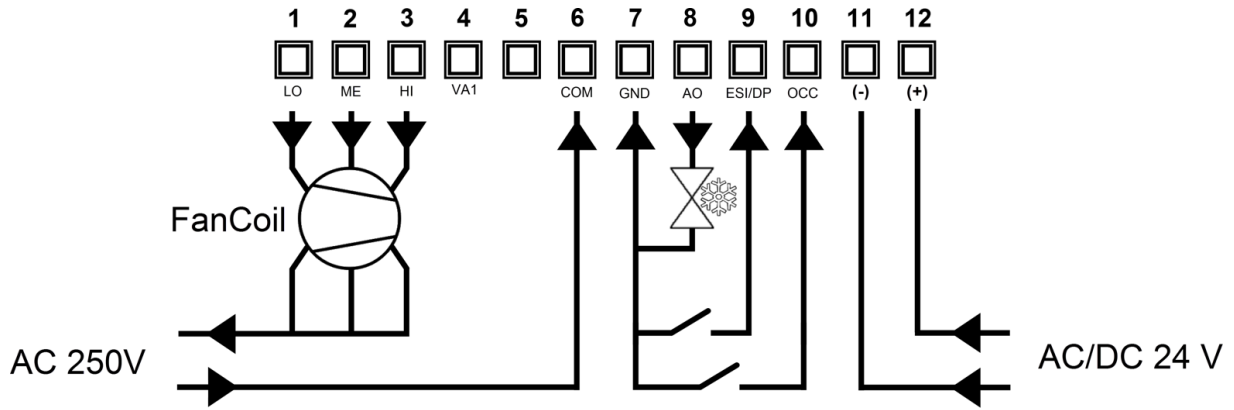 1 2 3 4 5 6 7 8 9 10 11 12
LO ME HI VA1 COM GND AO ESI/DP OCC (-) (+)
FanCoil
AC 250V
AC/DC 24 V